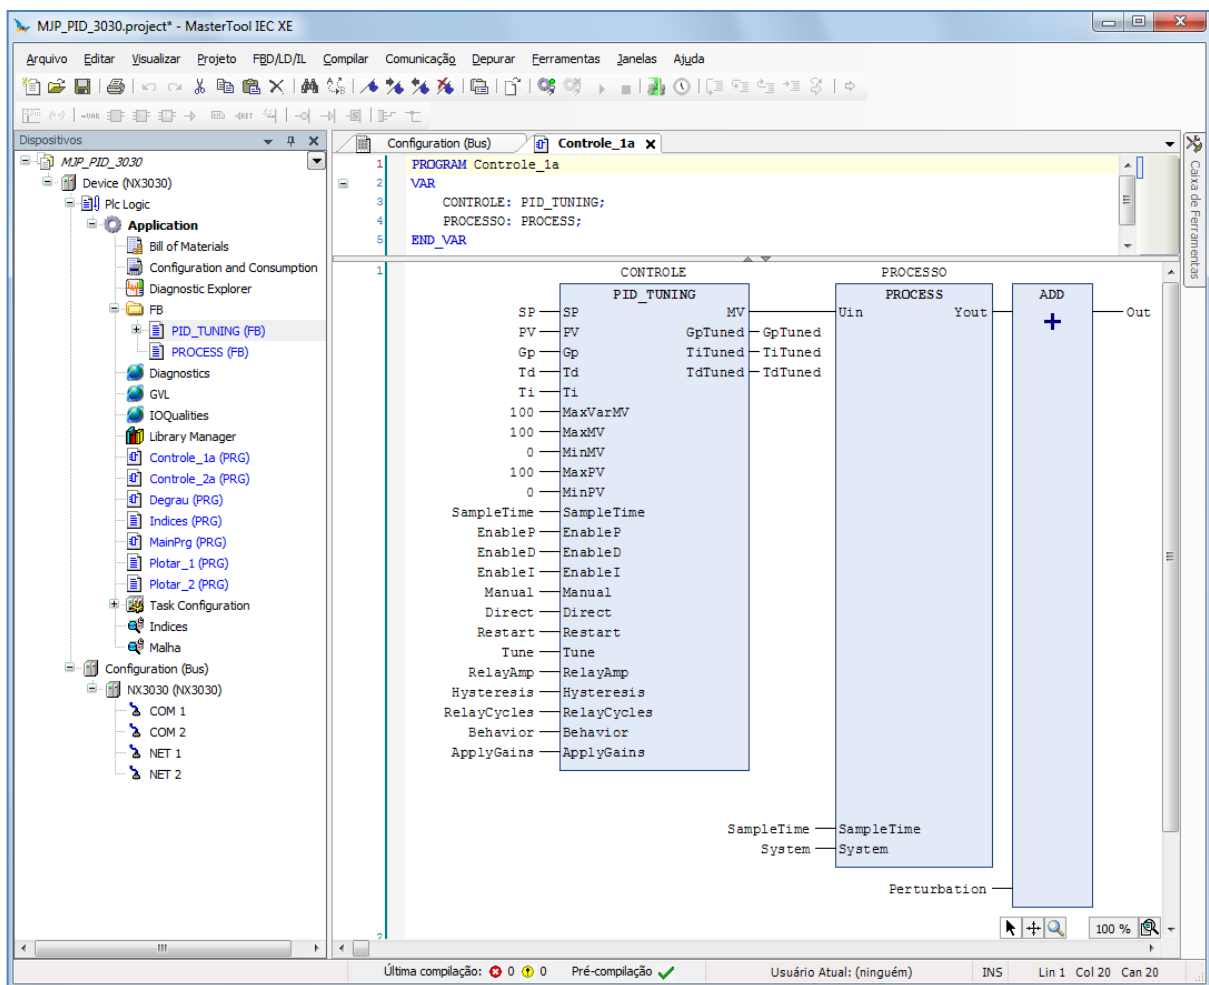 MJP_PID_3030.project* - MasterTool IEC XE
Arquivo Editar Visualizar Projeto FBD/LD/IL Compilar Comunicação Depurar Ferramentas Janelas Ajuda
Dispositivos
MJP_PID_3030
Device (NX3030)
Plc Logic
Application
Bill of Materials
Configuration and Consumption
Diagnostic Explorer
FB
PID_TUNING (FB)
PROCESS (FB)
Diagnostics
GVL
IOQualities
Library Manager
Controle_1a (PRG)
Controle_2a (PRG)
Degrau (PRG)
Indices (PRG)
MainPrg (PRG)
Plotar_1 (PRG)
Plotar_2 (PRG)
Task Configuration
Indices
Malha
Configuration (Bus)
NX3030 (NX3030)
COM 1
COM 2
NET 1
NET 2
Configuration (Bus) Controle_1a
1 PROGRAM Controle_1a
2 VAR
3 CONTROLE: PID_TUNING;
4 PROCESSO: PROCESS;
5 END_VAR
Caixa de Ferramentas
1 CONTROLE PROCESSO
PID_TUNING PROCESS ADD
SP SP MV Uin Yout + Out
PV PV GpTuned GpTuned
Gp Gp TiTuned TiTuned
Td Td TdTuned TdTuned
Ti Ti
100 MaxVarMV
100 MaxMV
0 MinMV
100 MaxPV
0 MinPV
SampleTime SampleTime
EnableP EnableP
EnableD EnableD
EnableI EnableI
Manual Manual
Direct Direct
Restart Restart
Tune Tune
RelayAmp RelayAmp
Hysteresis Hysteresis
RelayCycles RelayCycles
Behavior Behavior
ApplyGains ApplyGains
SampleTime SampleTime
System System
Perturbation
2
100 %
Última compilação: 0 0 Pré-compilação Usuário Atual: (ninguém) INS Lin 1 Col 20 Can 20